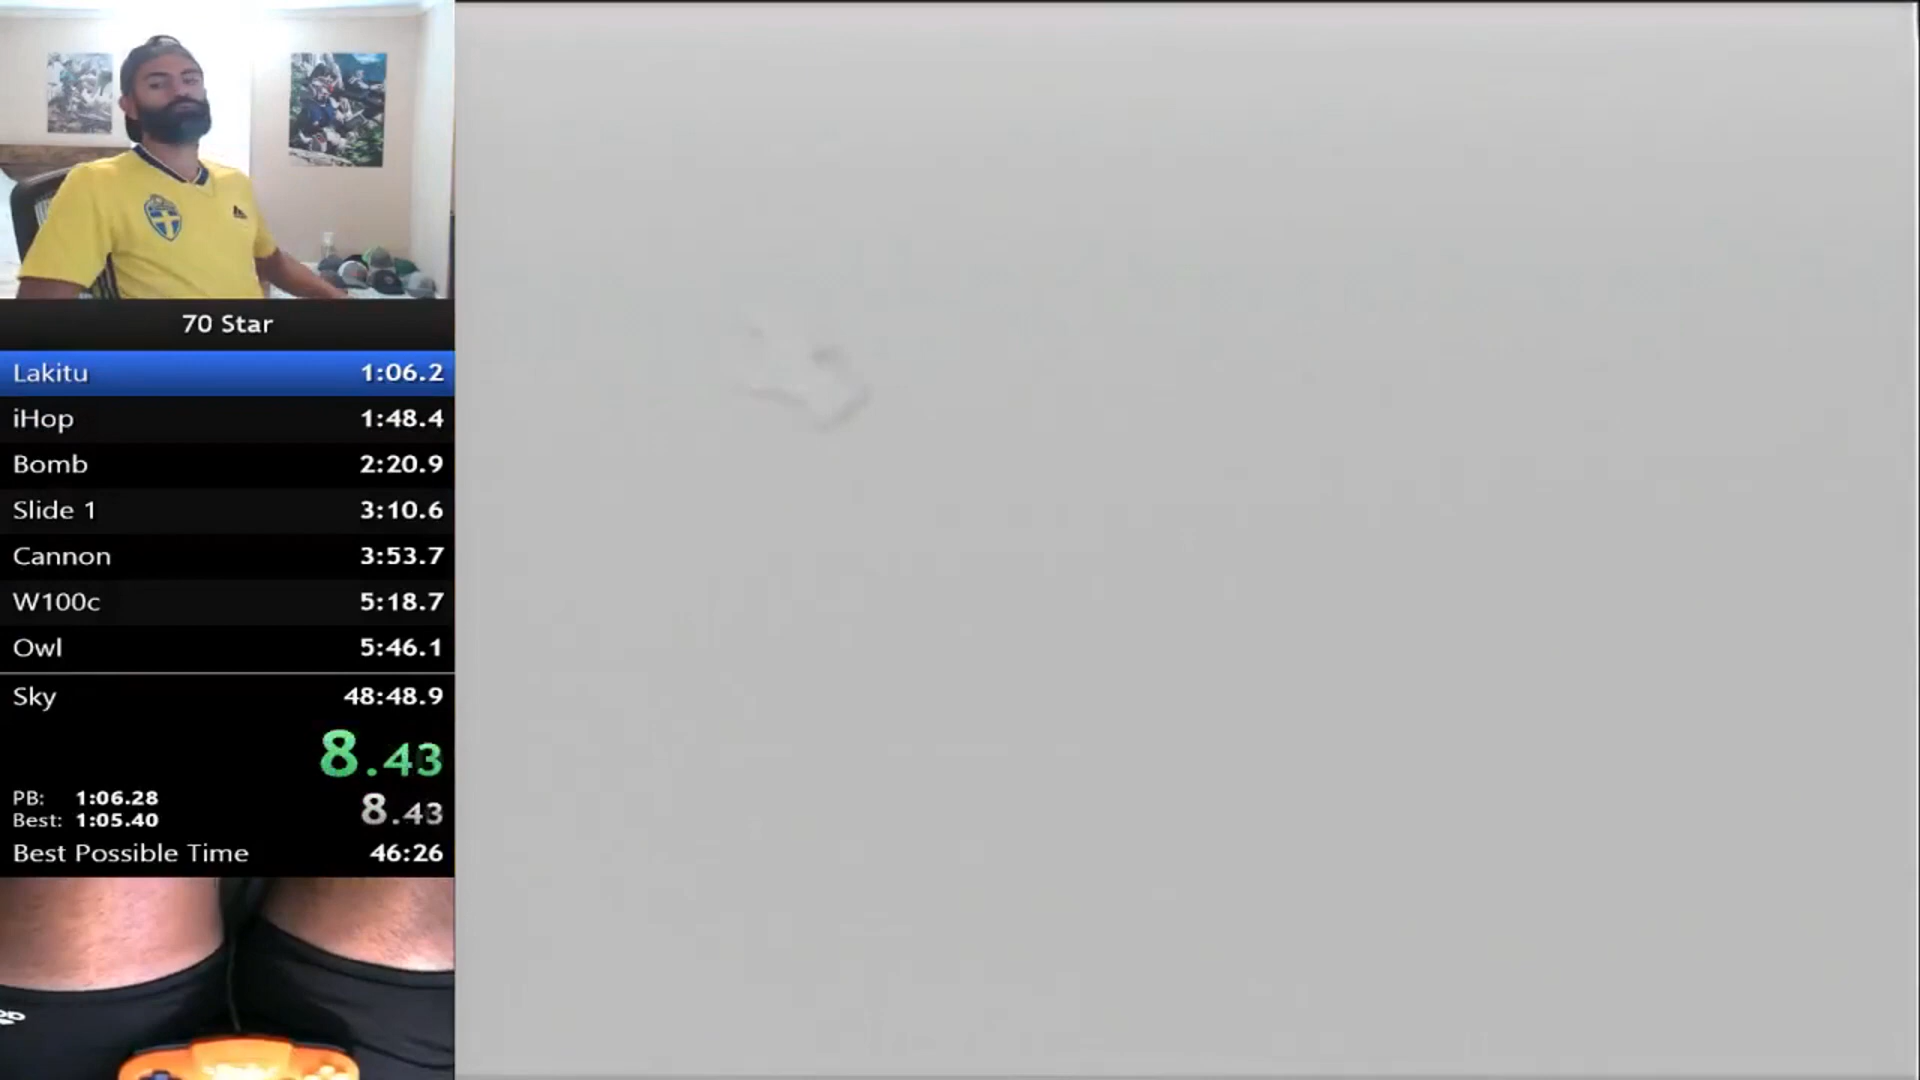 70 Star
Lakitu 1:06.2
iHop 1:48.4
Bomb 2:20.9
Slide 1 3:10.6
Cannon 3:53.7
W100c 5:18.7
Owl 5:46.1
Sky 48:48.9
8.43
PB: 1:06.28
8.43
Best: 1:05.40
Best Possible Time 46:26